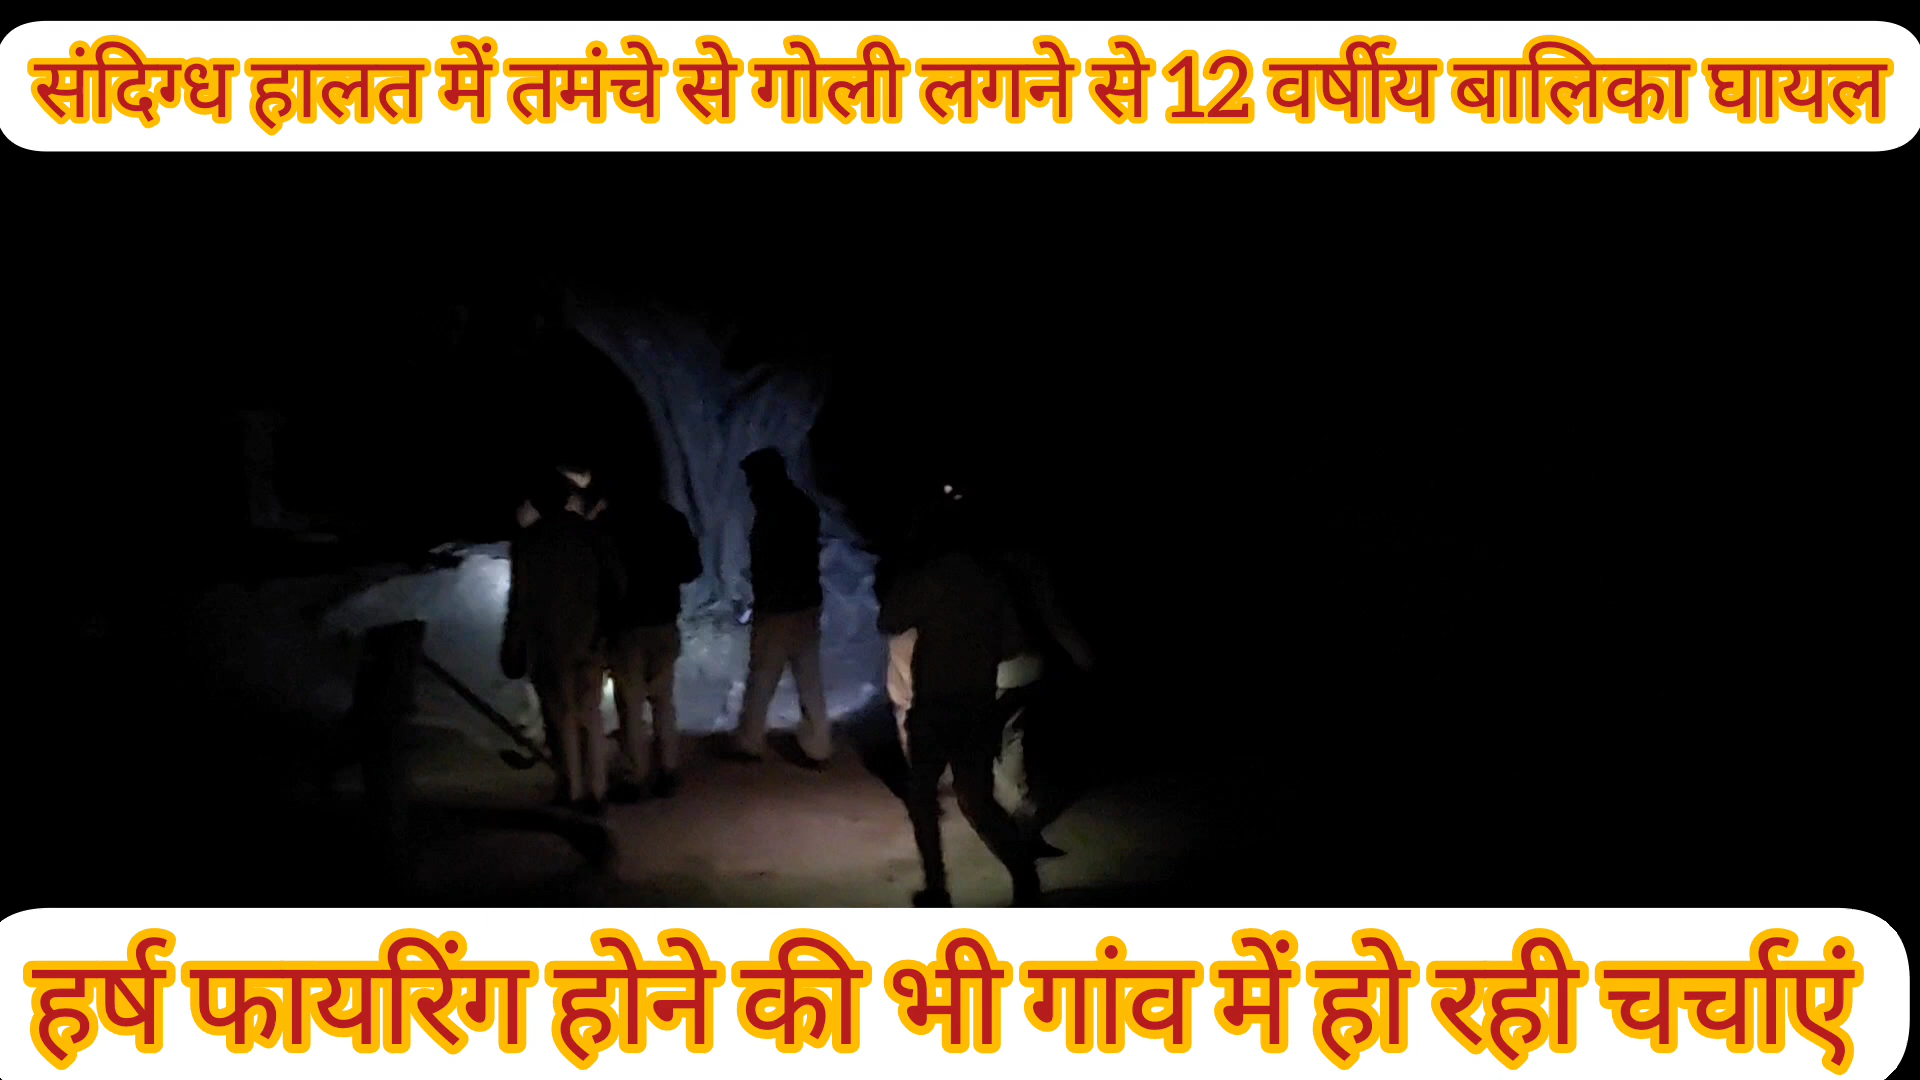 संदिग्ध हालत में तमंचे से गोली लगने से 12 वर्षीय बालिका घायल
हर्ष फायरिंग होने की भी गांव में हो रही चर्चाएं